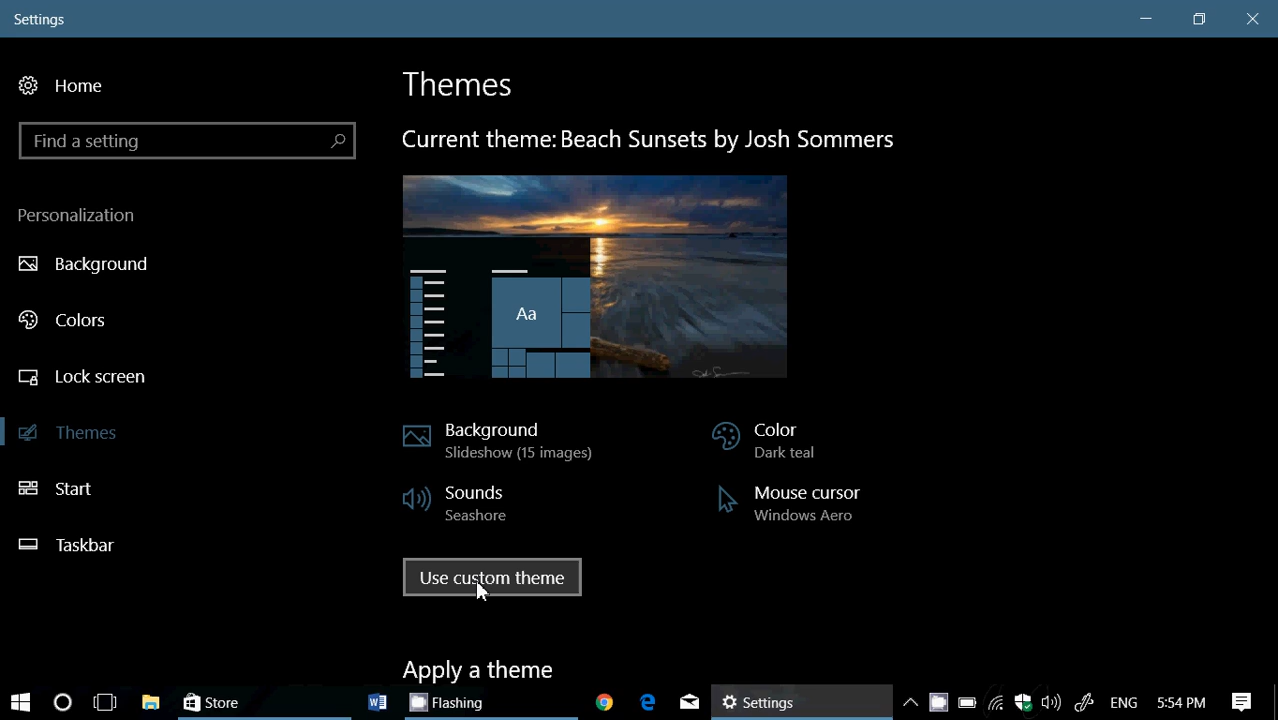 Settings
Home
Find a setting
Personalization
Background
Colors
Lock screen
Themes
Start
Taskbar
Themes
Current theme: Beach Sunsets by Josh Sommers
Aa
Background
Slideshow (15 images)
Color
Dark teal
Sounds
Seashore
Mouse cursor
Windows Aero
Use custom theme
Apply a theme
Store
Flashing
Settings
ENG
5:54 PM